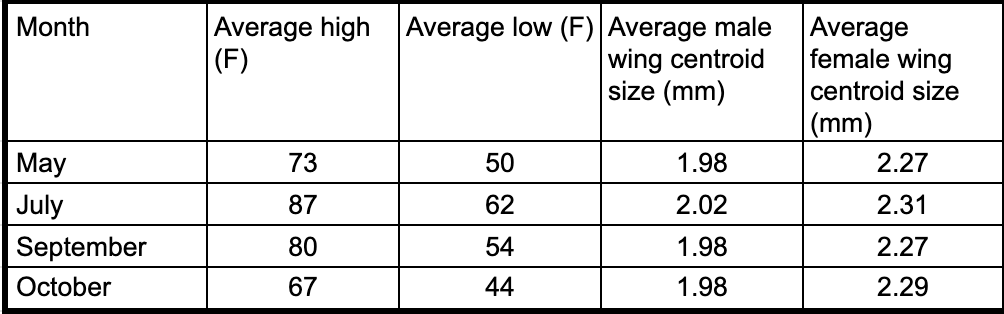 Month Average high (F) Average low (F) Average male wing centroid size (mm) Average female wing centroid size (mm)
May 73 50 1.98 2.27
July 87 62 2.02 2.31
September 80 54 1.98 2.27
October 67 44 1.98 2.29